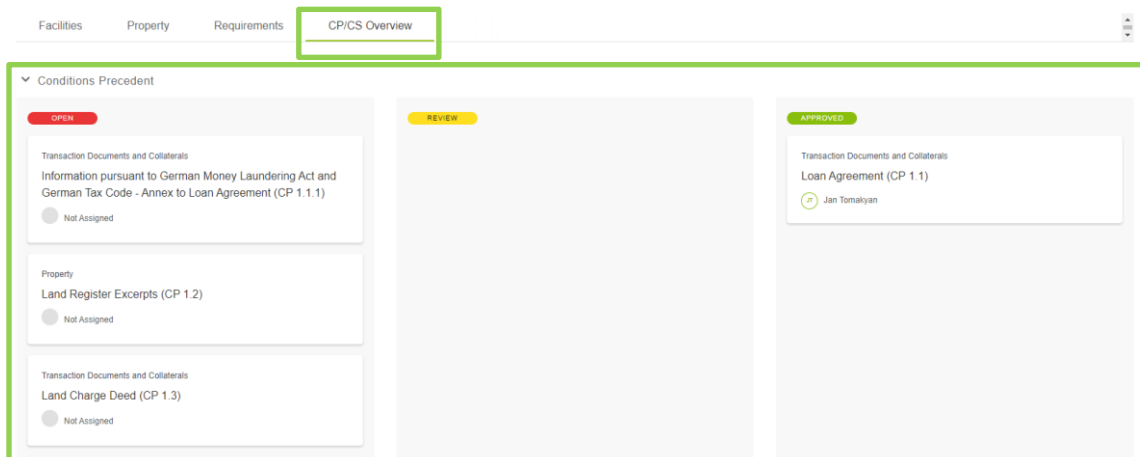 Facilities Property Requirements CP/CS Overview
Conditions Precedent
OPEN
Transaction Documents and Collaterals
Information pursuant to German Money Laundering Act and
German Tax Code - Annex to Loan Agreement (CP 1.1.1)
Not Assigned
Property
Land Register Excerpts (CP 1.2)
Not Assigned
Transaction Documents and Collaterals
Land Charge Deed (CP 1.3)
Not Assigned
REVIEW
APPROVED
Transaction Documents and Collaterals
Loan Agreement (CP 1.1)
JT Jan Tomakyan